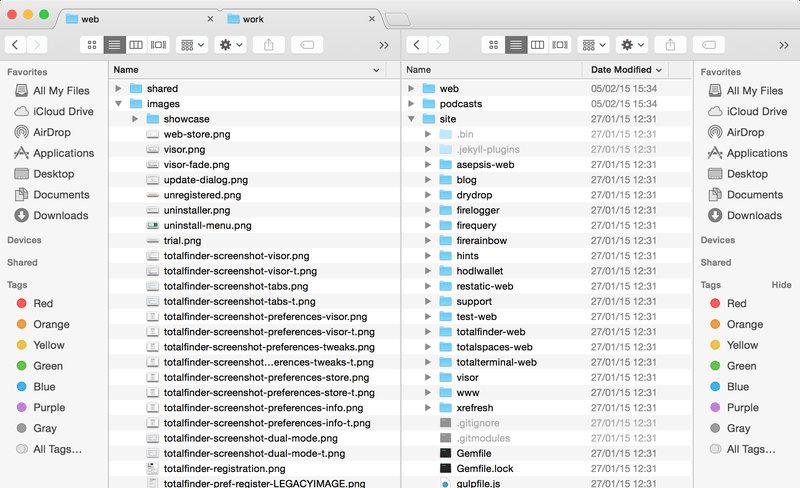 web
work
Favorites
All My Files
iCloud Drive
AirDrop
Applications
Desktop
Documents
Downloads
Devices
Shared
Tags
Red
Orange
Yellow
Green
Blue
Purple
Gray
All Tags...
Name
shared
images
showcase
web-store.png
visor.png
visor-fade.png
update-dialog.png
unregistered.png
uninstaller.png
uninstall-menu.png
trial.png
totalfinder-screenshot-visor.png
totalfinder-screenshot-visor-t.png
totalfinder-screenshot-tabs.png
totalfinder-screenshot-tabs-t.png
totalfinder-screenshot-preferences-visor.png
totalfinder-screenshot-preferences-visor-t.png
totalfinder-screenshot-preferences-tweaks.png
totalfinder-screenshot...erences-tweaks-t.png
totalfinder-screenshot-preferences-store.png
totalfinder-screenshot-preferences-store-t.png
totalfinder-screenshot-preferences-info.png
totalfinder-screenshot-preferences-info-t.png
totalfinder-screenshot-dual-mode.png
totalfinder-screenshot-dual-mode-t.png
totalfinder-registration.png
totalfinder-pref-register-LEGACYIMAGE.png
Name Date Modified
web 05/02/15 15:34
podcasts 05/02/15 15:34
site 27/01/15 12:31
.bin 27/01/15 12:31
.jekyll-plugins 27/01/15 12:31
asepsis-web 27/01/15 12:31
blog 27/01/15 12:31
drydrop 27/01/15 12:31
firelogger 27/01/15 12:31
firequery 27/01/15 12:31
firerainbow 27/01/15 12:31
hints 27/01/15 12:31
hodlwallet 27/01/15 12:31
restatic-web 27/01/15 12:31
support 27/01/15 12:31
test-web 27/01/15 12:31
totalfinder-web 27/01/15 12:31
totalspaces-web 27/01/15 12:31
totalterminal-web 27/01/15 12:31
visor 27/01/15 12:31
www 27/01/15 12:31
xrefresh 27/01/15 12:31
.gitignore 27/01/15 12:31
.gitmodules 27/01/15 12:31
Gemfile 27/01/15 12:31
Gemfile.lock 27/01/15 12:31
gulpfile.js 27/01/15 12:31
Favorites
All My Files
iCloud Drive
AirDrop
Applications
Desktop
Documents
Downloads
Devices
Shared
Tags Hide
Red
Orange
Yellow
Green
Blue
Purple
Gray
All Tags...